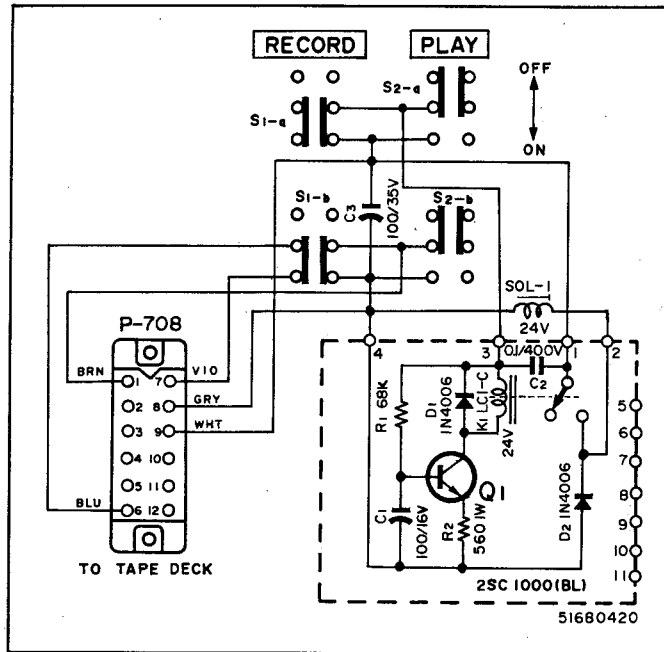 RECORD PLAY
OFF
ON
S1-a S2-a
S1-b S2-b
C3
100/35V
SOL-1
24V
P-708
BRN 1 7 VIO
2 8 GRY
3 9 WHT
4 10
5 11
BLU 6 12
TO TAPE DECK
4 3 1 2
0.1/400V
C2
R1 68K
D1
1N4006
K1 LC1-C
24V
Q1
C1
100/16V
R2
560 1W
D2 1N4006
5
6
7
8
9
10
11
2SC 1000(BL)
51680420